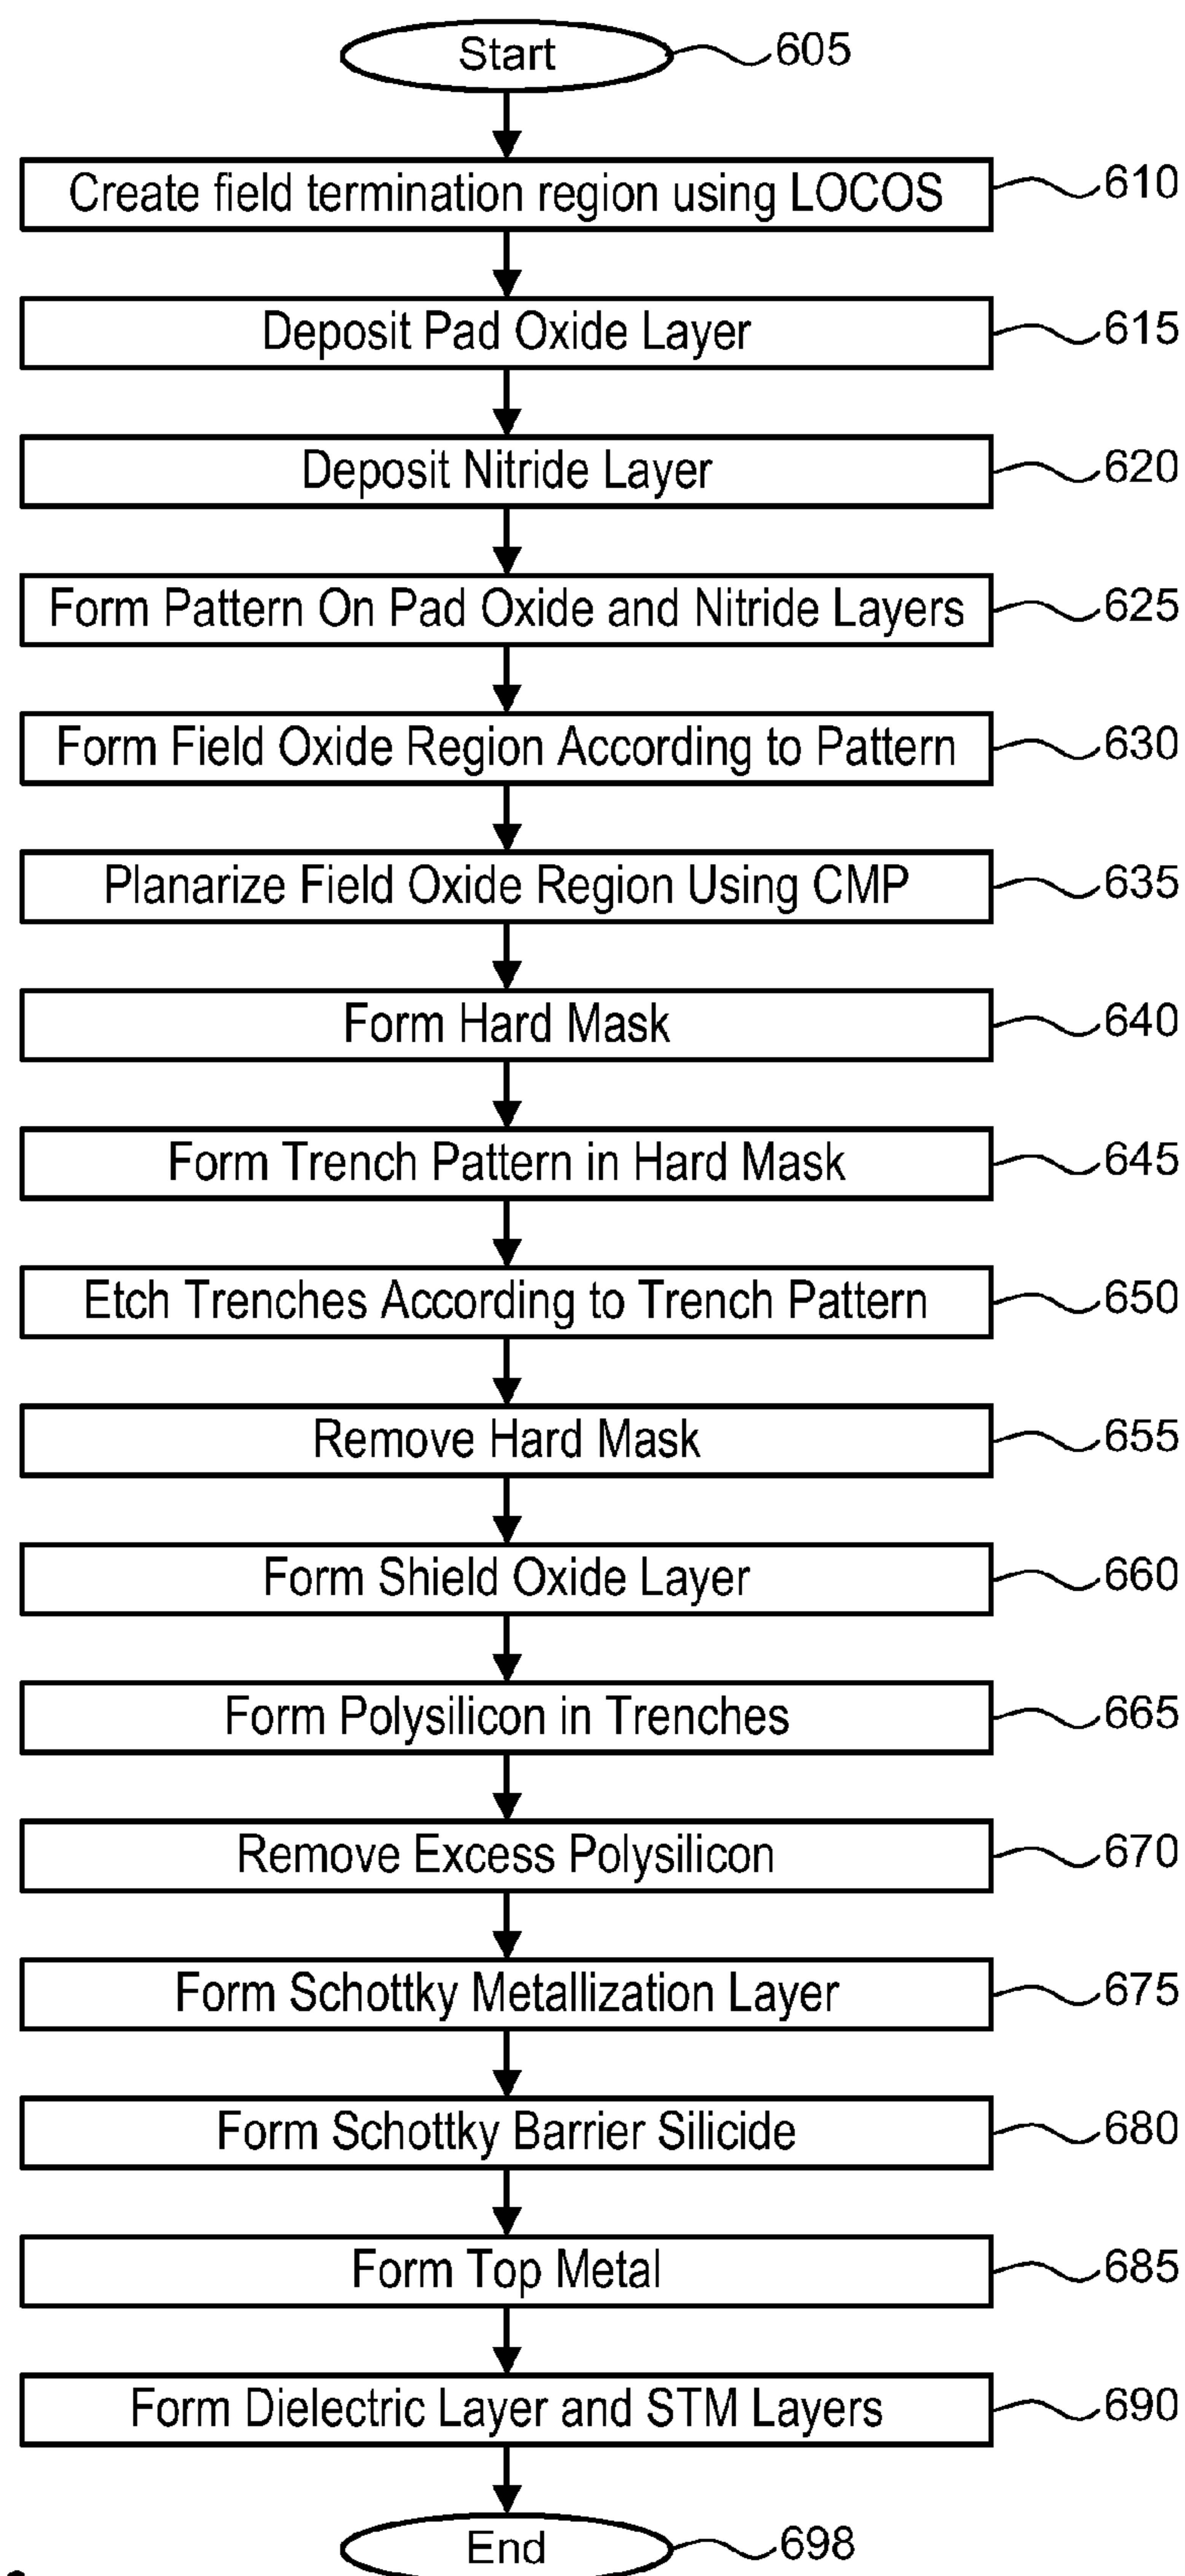 Start 605
Create field termination region using LOCOS 610
Deposit Pad Oxide Layer 615
Deposit Nitride Layer 620
Form Pattern On Pad Oxide and Nitride Layers 625
Form Field Oxide Region According to Pattern 630
Planarize Field Oxide Region Using CMP 635
Form Hard Mask 640
Form Trench Pattern in Hard Mask 645
Etch Trenches According to Trench Pattern 650
Remove Hard Mask 655
Form Shield Oxide Layer 660
Form Polysilicon in Trenches 665
Remove Excess Polysilicon 670
Form Schottky Metallization Layer 675
Form Schottky Barrier Silicide 680
Form Top Metal 685
Form Dielectric Layer and STM Layers 690
End 698